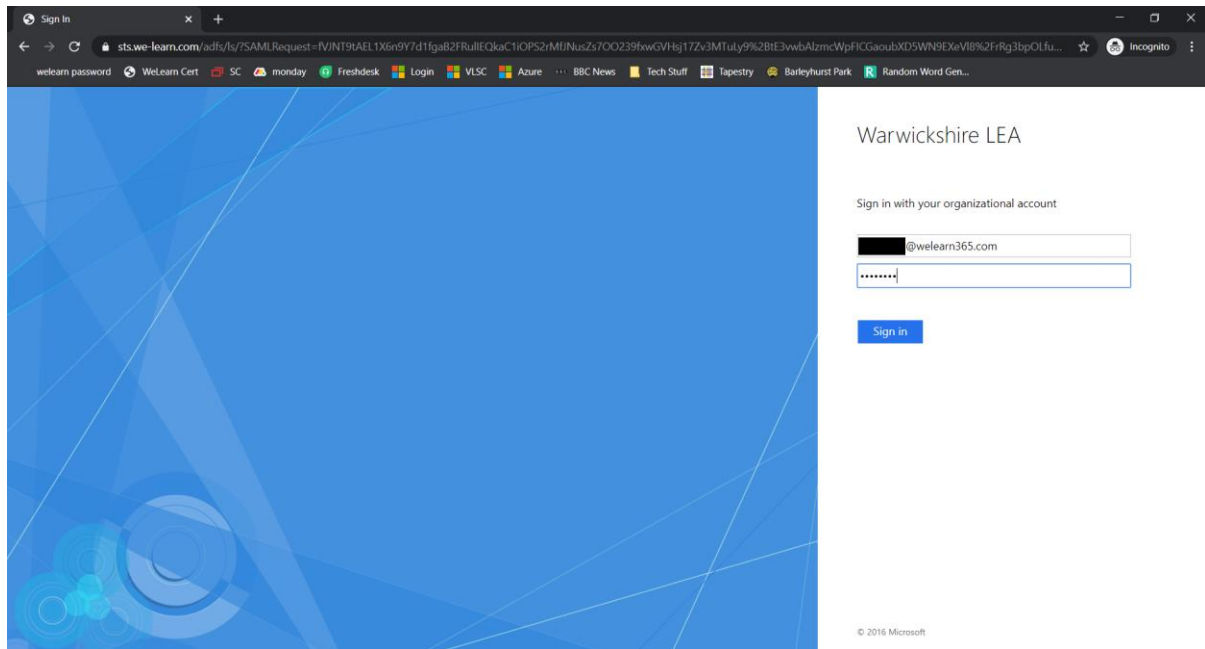 Sign In
sts.we-learn.com/adfs/ls/?SAMLRequest=fVJNT9tAEL1X6n9Y7d1fgaB2FRuIIEQkaC1iOPS2rMfJNusZs7OO239fxwGVHsj17Zv3MTuLy9%2BtE3vwbAlzmcWpFICGaoubXD5WN9EXeVl8%2FrRg3bpOLfu...
Incognito
welearn password WeLearn Cert SC monday Freshdesk Login VLSC Azure BBC News Tech Stuff Tapestry Barleyhurst Park Random Word Gen...
Warwickshire LEA
Sign in with your organizational account
@welearn365.com
Sign in
© 2016 Microsoft